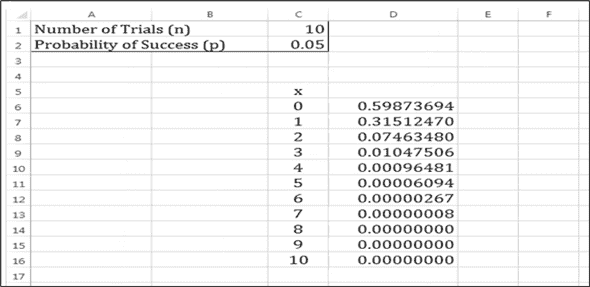 A B C D E F
1 Number of Trials (n) 10
2 Probability of Success (p) 0.05
3
4
5 x
6 0 0.59873694
7 1 0.31512470
8 2 0.07463480
9 3 0.01047506
10 4 0.00096481
11 5 0.00006094
12 6 0.00000267
13 7 0.00000008
14 8 0.00000000
15 9 0.00000000
16 10 0.00000000
17